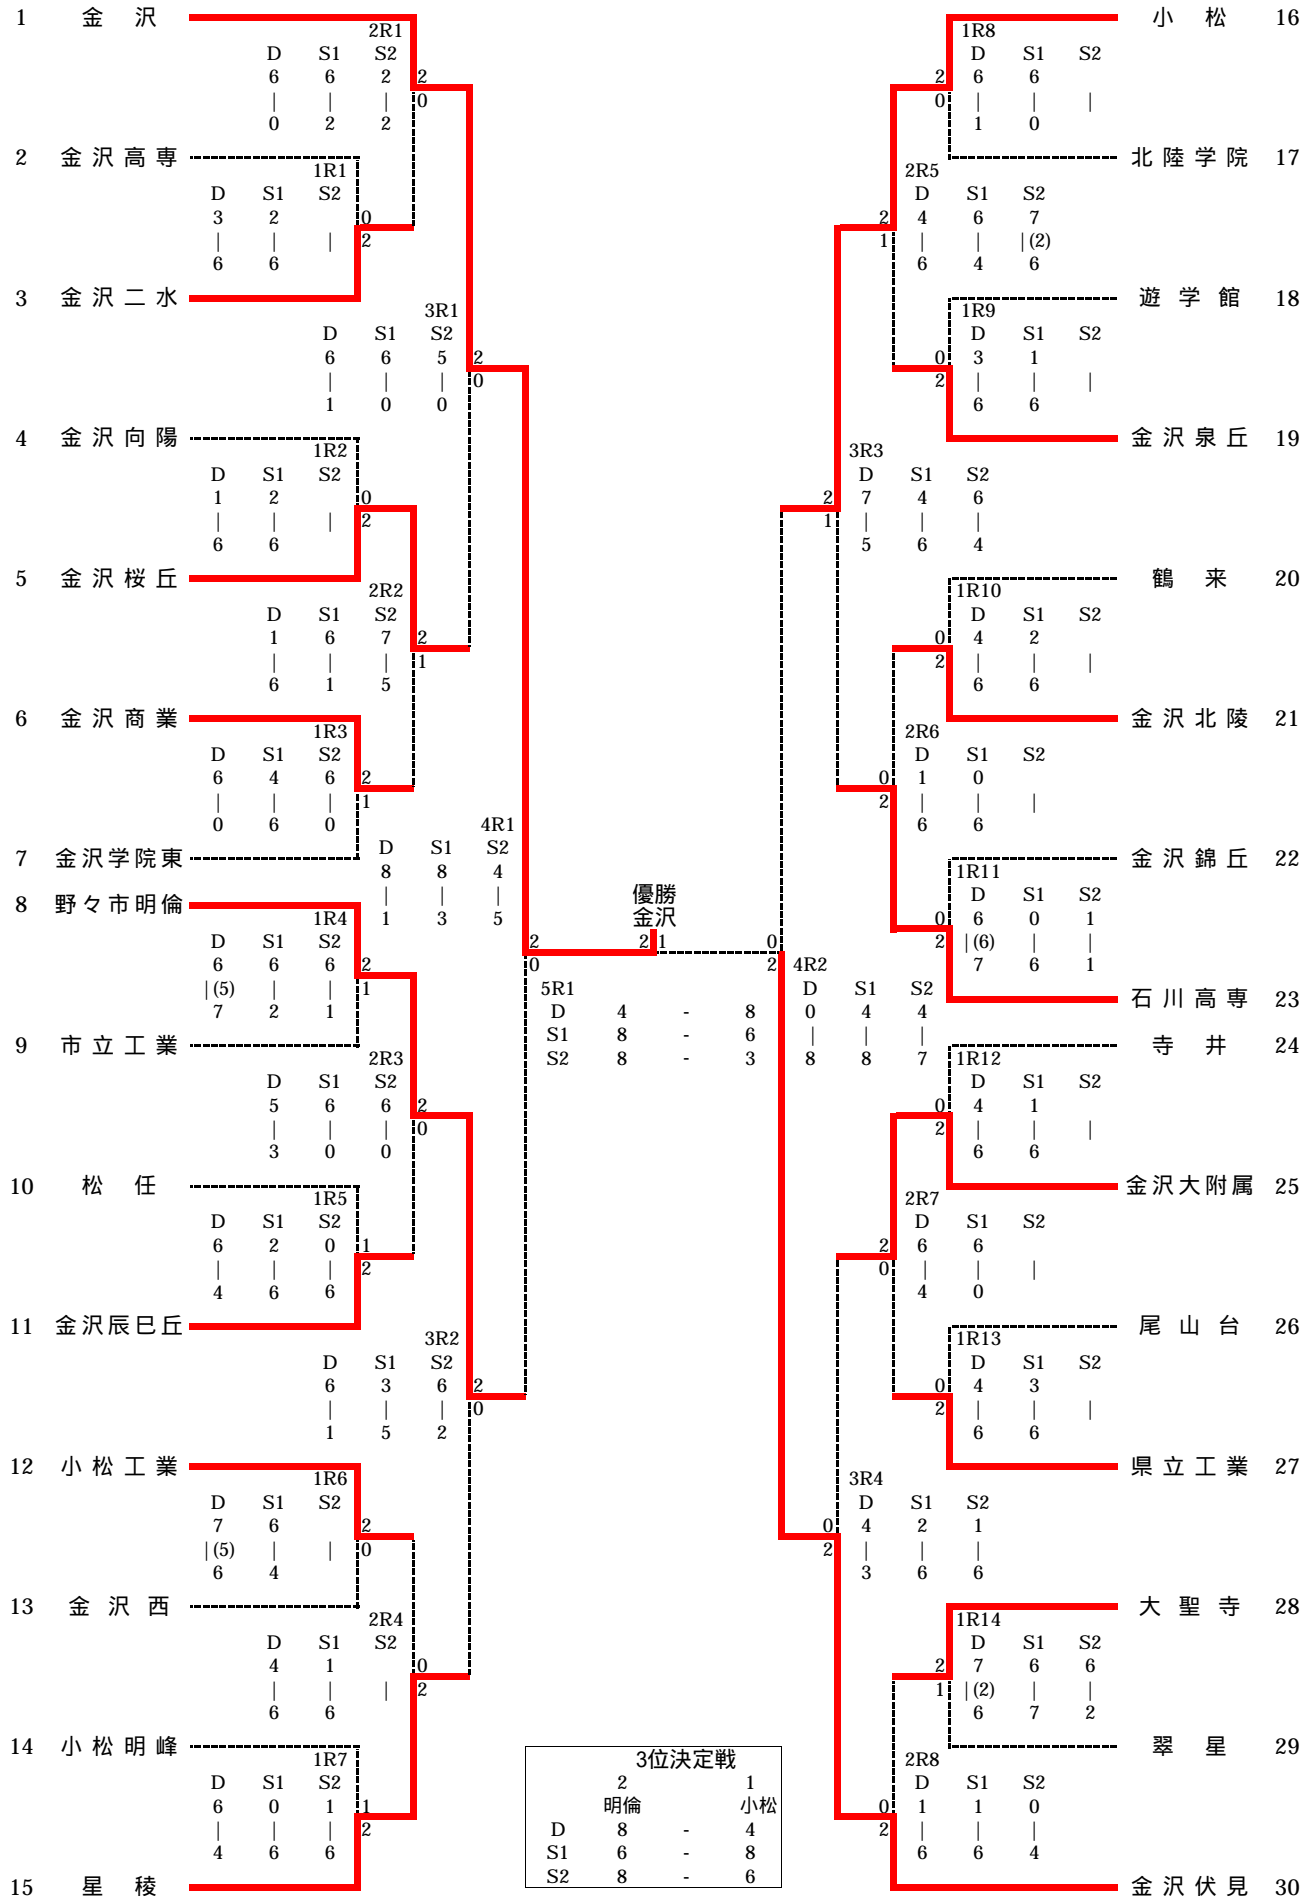 1 金 沢
2R1
D S1 S2
6 6 2 2
| | | 0
0 2 2
2 金 沢 高 専
1R1
D S1 S2
3 2 0
| | | 2
6 6
3 金 沢 二 水
3R1
D S1 S2
6 6 5 2
| | | 0
1 0 0
4 金 沢 向 陽
1R2
D S1 S2
1 2 0
| | | 2
6 6
5 金 沢 桜 丘
2R2
D S1 S2
1 6 7 2
| | | 1
6 1 5
6 金 沢 商 業
1R3
D S1 S2
6 4 6 2
| | | 1
0 6 0
7 金沢学院東
4R1
D S1 S2
8 8 4
| | |
1 3 5
2
0
8 野々市明倫
1R4
D S1 S2
6 6 6 2
|(5) | | 1
7 2 1
9 市 立 工 業
2R3
D S1 S2
5 6 6 2
| | | 0
3 0 0
10 松 任
1R5
D S1 S2
6 2 0 1
| | | 2
4 6 6
11 金沢辰巳丘
3R2
D S1 S2
6 3 6 2
| | | 0
1 5 2
12 小 松 工 業
1R6
D S1 S2
7 6 2
|(5) | | 0
6 4
13 金 沢 西
2R4
D S1 S2
4 1 0
| | | 2
6 6
14 小 松 明 峰
1R7
D S1 S2
6 0 1 1
| | | 2
4 6 6
15 星 稜
優勝
金沢
2 1
5R1
D 4 - 8
S1 8 - 6
S2 8 - 3
3位決定戦
2 1
明倫 小松
D 8 - 4
S1 6 - 8
S2 8 - 6
小 松 16
1R8
D S1 S2
2 6 6
0 | | |
1 0
北 陸 学 院 17
2R5
D S1 S2
2 4 6 7
1 | | |(2)
6 4 6
遊 学 館 18
1R9
D S1 S2
0 3 1
2 | | |
6 6
金 沢 泉 丘 19
3R3
D S1 S2
2 7 4 6
1 | | |
5 6 4
鶴 来 20
1R10
D S1 S2
0 4 2
2 | | |
6 6
金 沢 北 陵 21
2R6
D S1 S2
0 1 0
2 | | |
6 6
金 沢 錦 丘 22
1R11
D S1 S2
0 6 0 1
2 |(6) | |
7 6 1
石 川 高 専 23
0
2 4R2
D S1 S2
0 4 4
| | |
8 8 7
寺 井 24
1R12
D S1 S2
0 4 1
2 | | |
6 6
金沢大附属 25
2R7
D S1 S2
2 6 6
0 | | |
4 0
尾 山 台 26
1R13
D S1 S2
0 4 3
2 | | |
6 6
県 立 工 業 27
3R4
D S1 S2
0 4 2 1
2 | | |
3 6 6
大 聖 寺 28
1R14
D S1 S2
2 7 6 6
1 |(2) | |
6 7 2
翠 星 29
2R8
D S1 S2
0 1 1 0
2 | | |
6 6 4
金 沢 伏 見 30